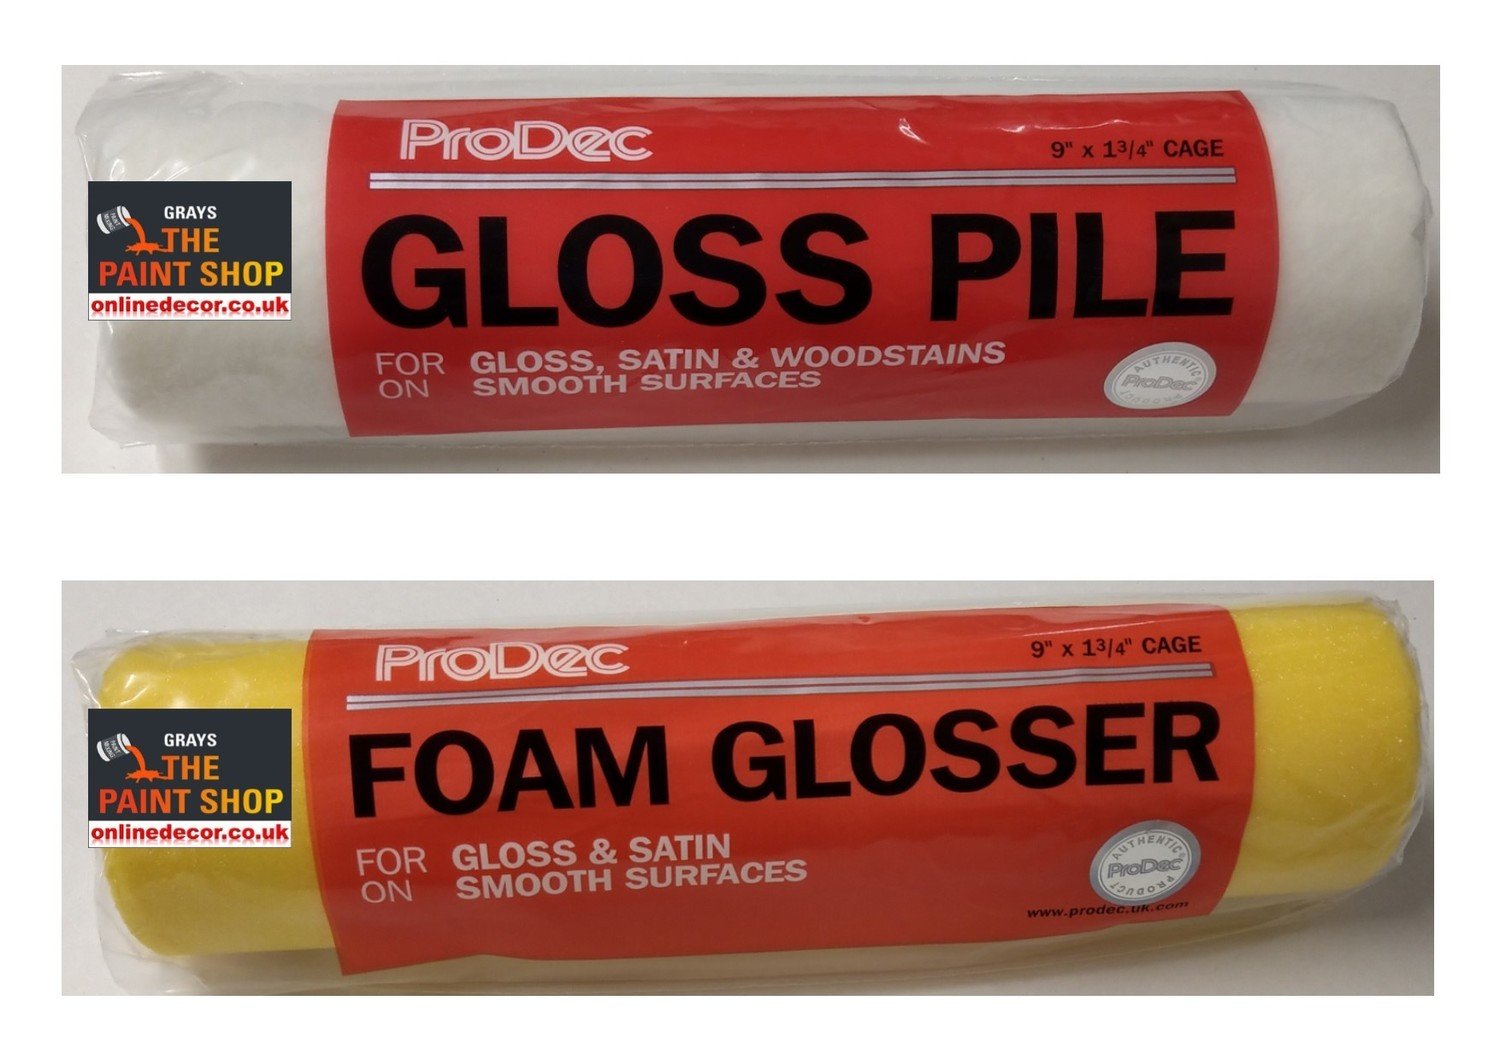 ProDec
9" x 1 3/4" CAGE
GLOSS PILE
FOR GLOSS, SATIN & WOODSTAINS
ON SMOOTH SURFACES
AUTHENTIC
ProDec
PRODUCT
GRAYS
THE
PAINT SHOP
onlinedecor.co.uk
ProDec
9" x 1 3/4" CAGE
FOAM GLOSSER
FOR GLOSS & SATIN
ON SMOOTH SURFACES
AUTHENTIC
ProDec
PRODUCT
www.prodec.uk.com
GRAYS
THE
PAINT SHOP
onlinedecor.co.uk